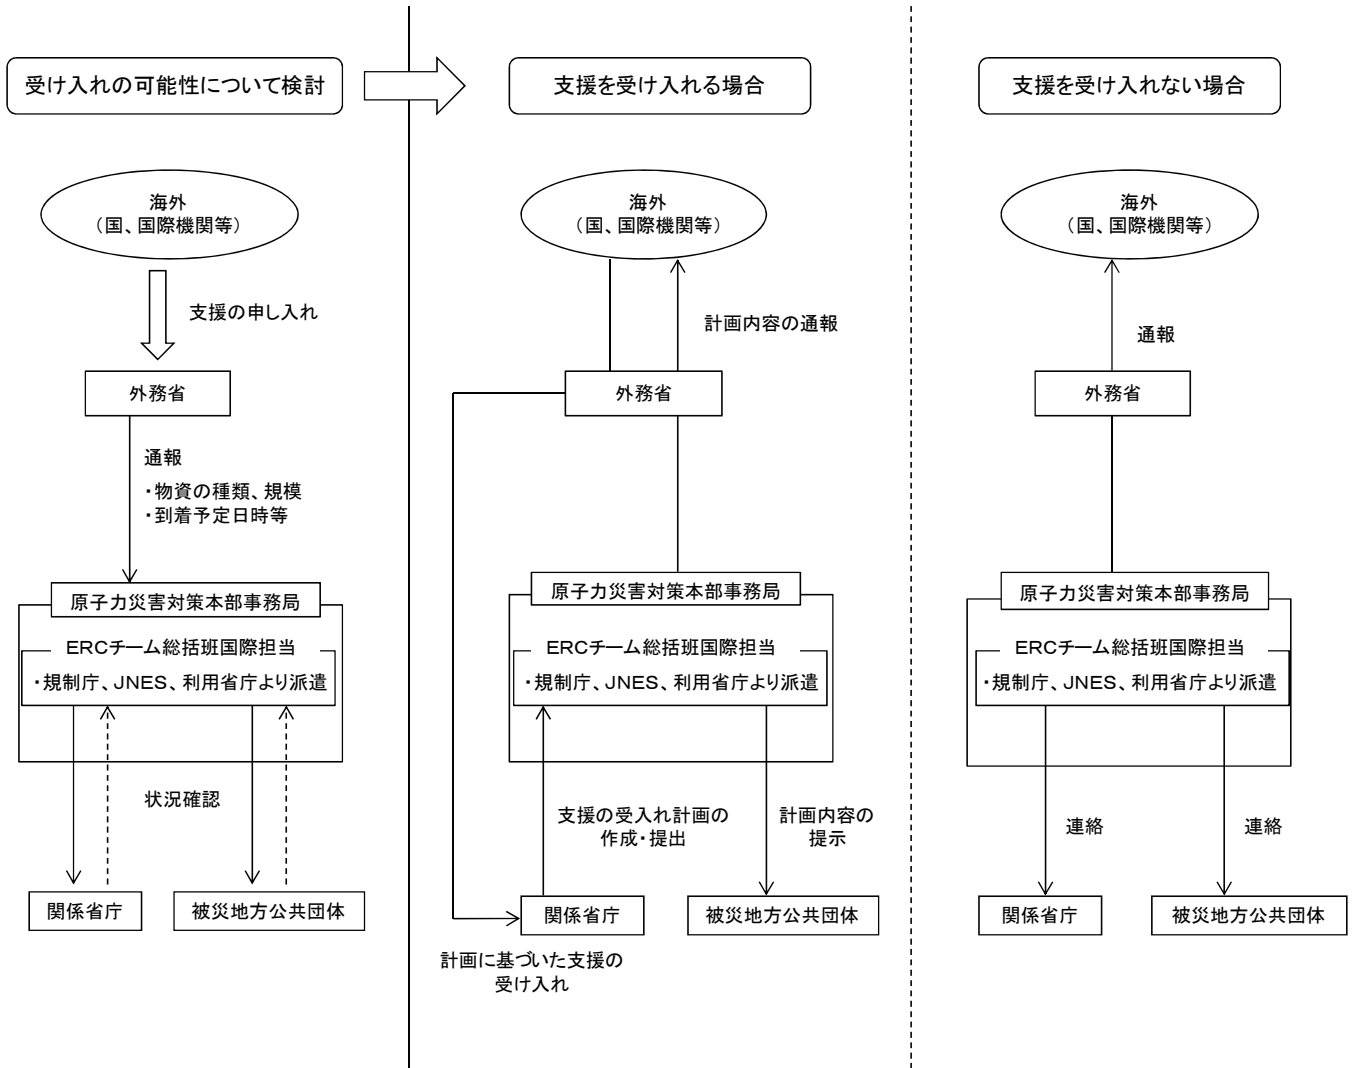 受け入れの可能性について検討
海外
（国、国際機関等）
支援の申し入れ
外務省
通報
・物資の種類、規模
・到着予定日時等
原子力災害対策本部事務局
ERCチーム総括班国際担当
・規制庁、JNES、利用省庁より派遣
状況確認
関係省庁
被災地方公共団体
支援を受け入れる場合
海外
（国、国際機関等）
計画内容の通報
外務省
原子力災害対策本部事務局
ERCチーム総括班国際担当
・規制庁、JNES、利用省庁より派遣
支援の受入れ計画の
作成・提出
計画内容の
提示
関係省庁
被災地方公共団体
計画に基づいた支援の
受け入れ
支援を受け入れない場合
海外
（国、国際機関等）
通報
外務省
原子力災害対策本部事務局
ERCチーム総括班国際担当
・規制庁、JNES、利用省庁より派遣
連絡
連絡
関係省庁
被災地方公共団体